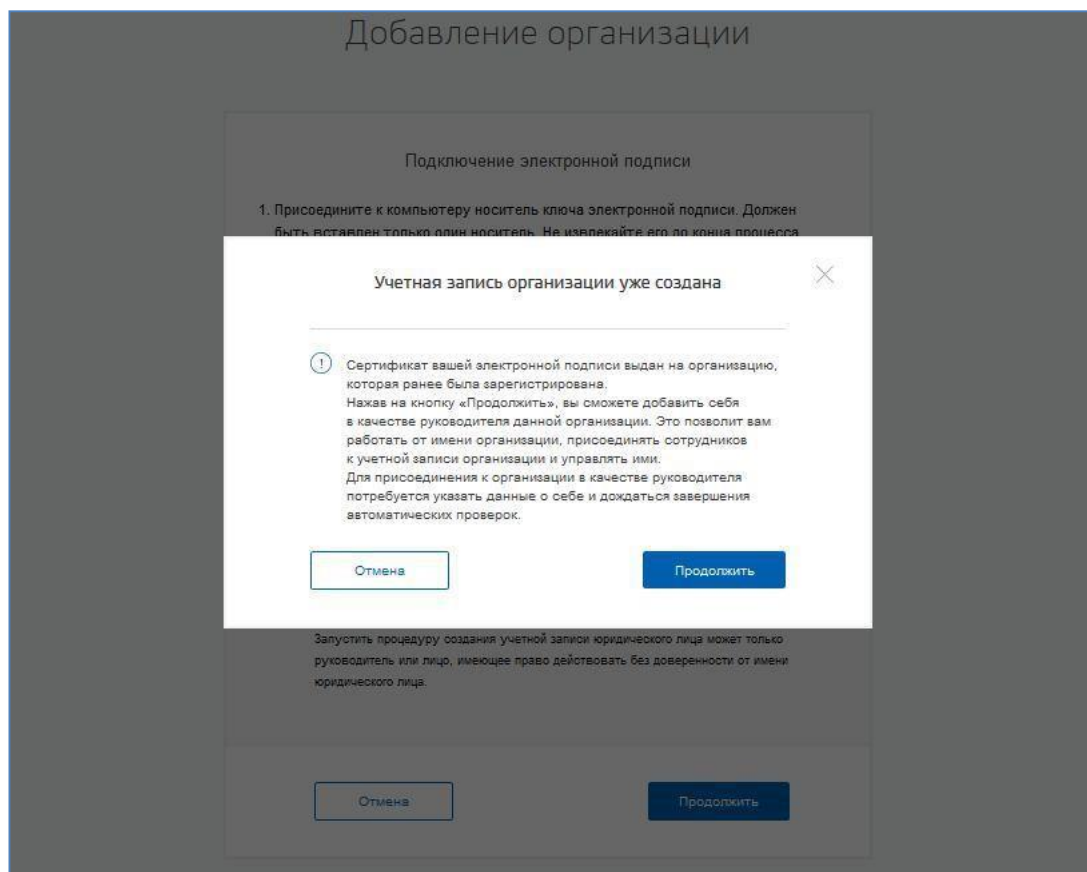 Добавление организации
Подключение электронной подписи
1. Присоедините к компьютеру носитель ключа электронной подписи. Должен
быть вставлен только один носитель. Не извлекайте его до конца процесса
Учетная запись организации уже создана
Сертификат вашей электронной подписи выдан на организацию,
которая ранее была зарегистрирована.
Нажав на кнопку «Продолжить», вы сможете добавить себя
в качестве руководителя данной организации. Это позволит вам
работать от имени организации, присоединять сотрудников
к учетной записи организации и управлять ими.
Для присоединения к организации в качестве руководителя
потребуется указать данные о себе и дождаться завершения
автоматических проверок.
Отмена
Продолжить
Запустить процедуру создания учетной записи юридического лица может только
руководитель или лицо, имеющее право действовать без доверенности от имени
юридического лица.
Отмена
Продолжить